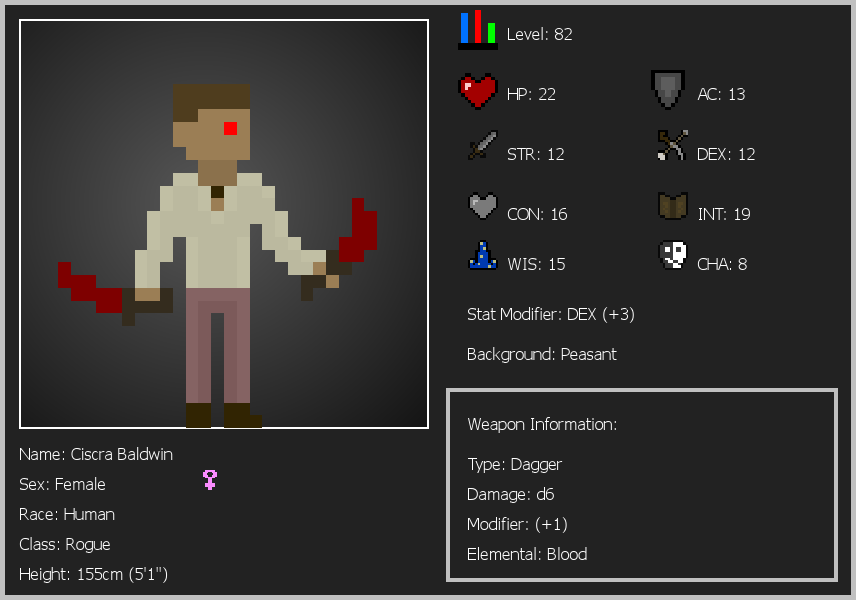 Level: 82
HP: 22
AC: 13
STR: 12
DEX: 12
CON: 16
INT: 19
WIS: 15
CHA: 8
Stat Modifier: DEX (+3)
Background: Peasant
Weapon Information:
Type: Dagger
Damage: d6
Modifier: (+1)
Elemental: Blood
Name: Ciscra Baldwin
Sex: Female
Race: Human
Class: Rogue
Height: 155cm (5'1")